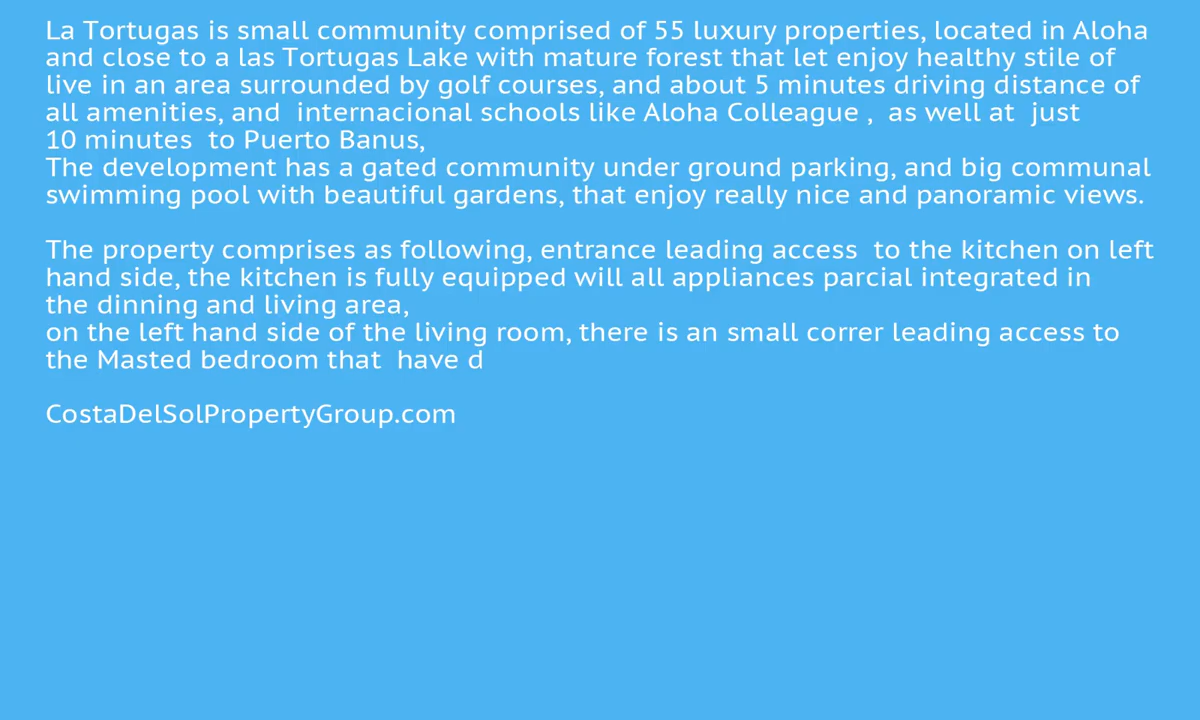 La Tortugas is small community comprised of 55 luxury properties, located in Aloha
and close to a las Tortugas Lake with mature forest that let enjoy healthy stile of
live in an area surrounded by golf courses, and about 5 minutes driving distance of
all amenities, and  internacional schools like Aloha Colleague ,  as well at  just
10 minutes  to Puerto Banus,
The development has a gated community under ground parking, and big communal
swimming pool with beautiful gardens, that enjoy really nice and panoramic views.

The property comprises as following, entrance leading access  to the kitchen on left
hand side, the kitchen is fully equipped will all appliances parcial integrated in
the dinning and living area,
on the left hand side of the living room, there is an small correr leading access to
the Masted bedroom that  have d

CostaDelSolPropertyGroup.com